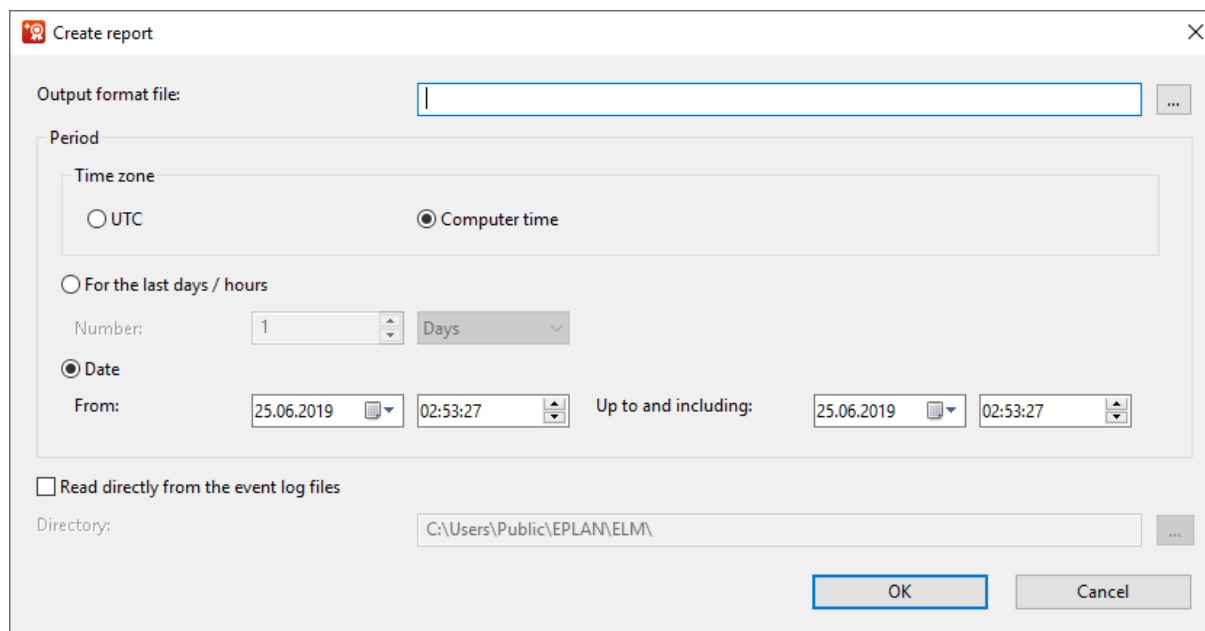 Create report
Output format file:
...
Period
Time zone
UTC Computer time
For the last days / hours
Number: 1 Days
Date
From: 25.06.2019 02:53:27 Up to and including: 25.06.2019 02:53:27
Read directly from the event log files
Directory: C:\Users\Public\EPLAN\ELM\ ...
OK Cancel